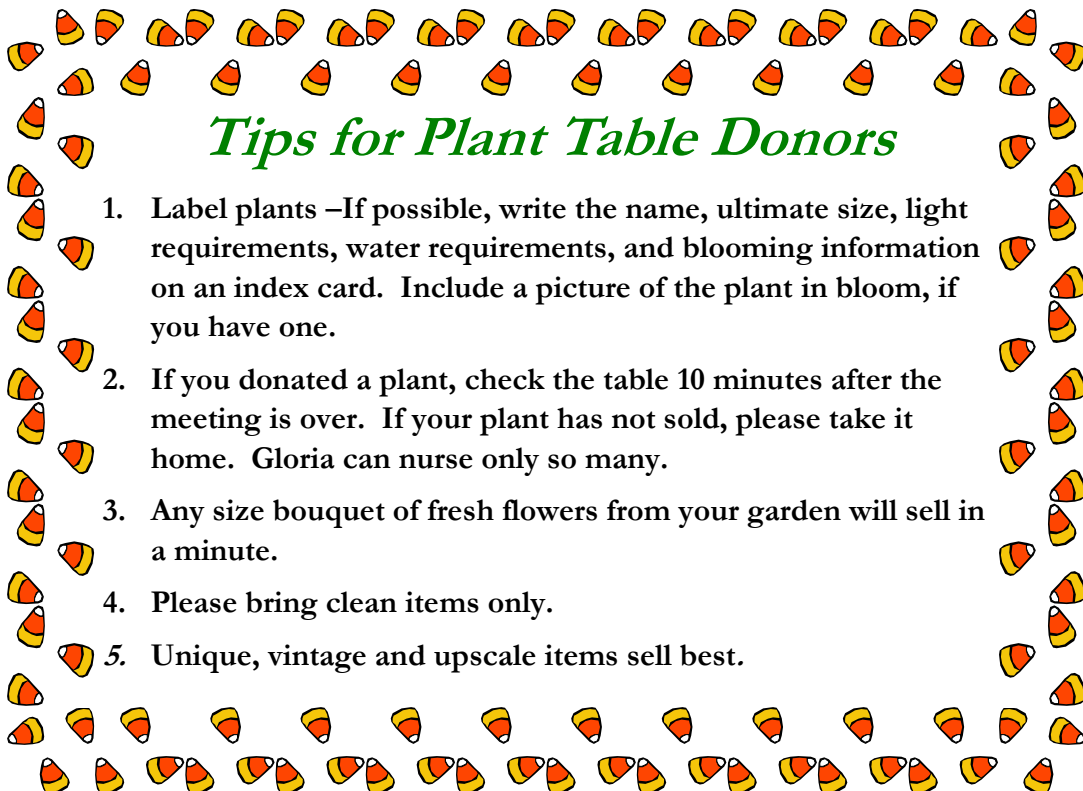 Tips for Plant Table Donors
1. Label plants –If possible, write the name, ultimate size, light
requirements, water requirements, and blooming information
on an index card.  Include a picture of the plant in bloom, if
you have one.
2. If you donated a plant, check the table 10 minutes after the
meeting is over.  If your plant has not sold, please take it
home.  Gloria can nurse only so many.
3. Any size bouquet of fresh flowers from your garden will sell in
a minute.
4. Please bring clean items only.
5. Unique, vintage and upscale items sell best.